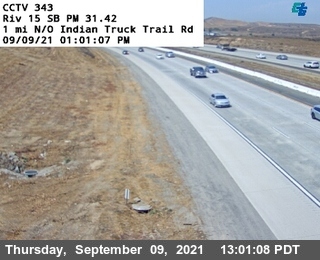 CCTV 343
Riv 15 SB PM 31.42
1 mi N/O Indian Truck Trail Rd
09/09/21 01:01:07 PM
Thursday, September 09, 2021 13:01:08 PDT